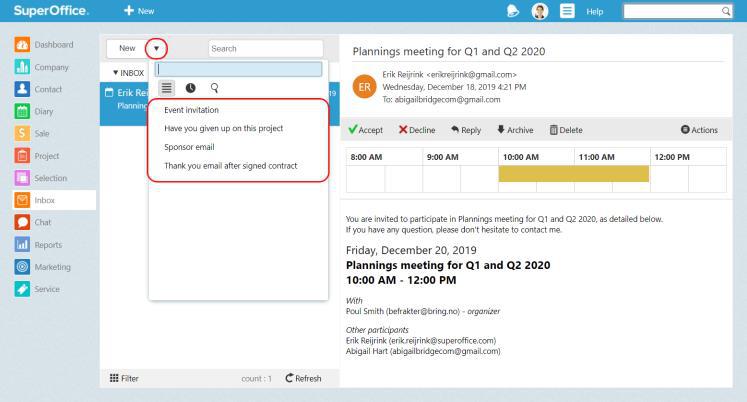 SuperOffice.
New
Help
Dashboard
Company
Contact
Diary
Sale
Project
Selection
Inbox
Chat
Reports
Marketing
Service
New
Search
INBOX
Erik Rei
19
Planning
Event invitation
Have you given up on this project
Sponsor email
Thank you email after signed contract
Filter
count : 1
Refresh
Plannings meeting for Q1 and Q2 2020
ER
Erik Reijrink <erikreijrink@gmail.com>
Wednesday, December 18, 2019 4:21 PM
To: abigailbridgecom@gmail.com
Accept
Decline
Reply
Archive
Delete
Actions
8:00 AM
9:00 AM
10:00 AM
11:00 AM
12:00 PM
You are invited to participate in Plannings meeting for Q1 and Q2 2020, as detailed below.
If you have any question, please don't hesitate to contact me.
Friday, December 20, 2019
Plannings meeting for Q1 and Q2 2020
10:00 AM - 12:00 PM
With
Poul Smith (befrakter@bring.no) - organizer
Other participants
Erik Reijrink (erik.reijrink@superoffice.com)
Abigail Hart (abigailbridgecom@gmail.com)